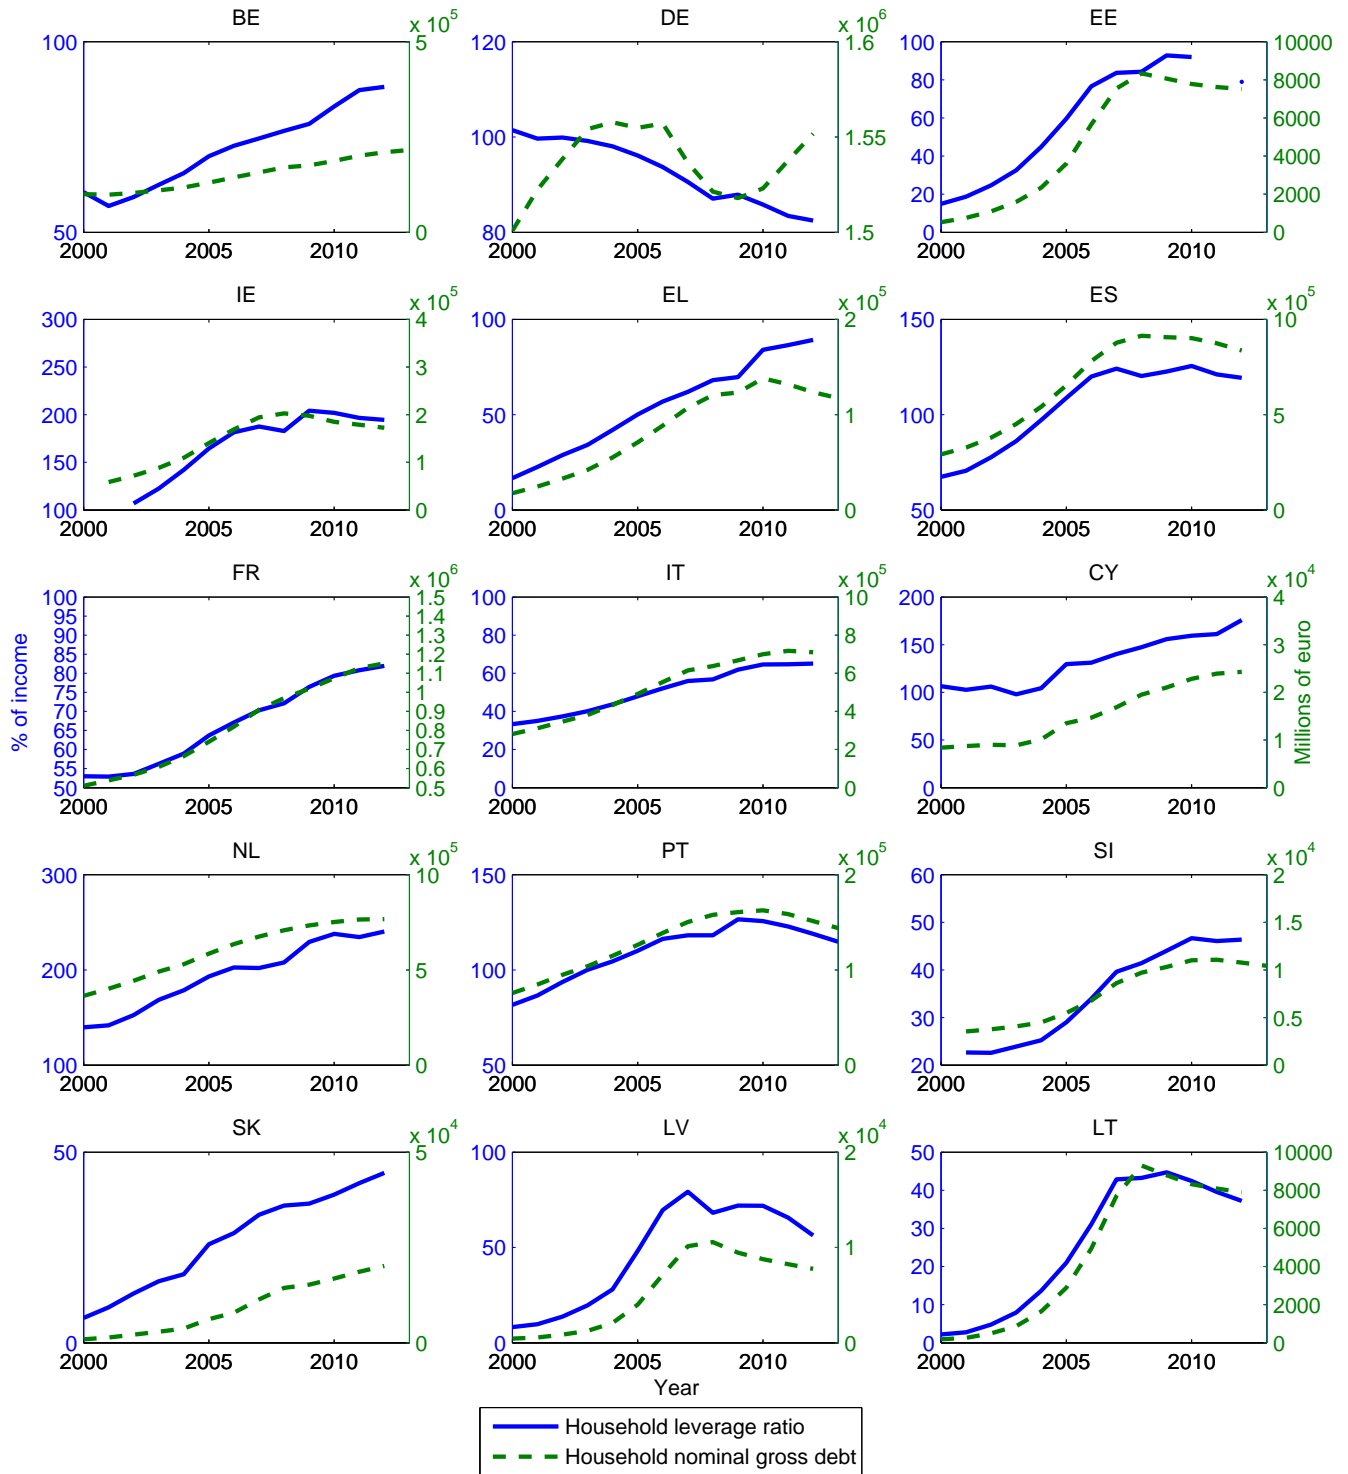 BE
x 10^5
100
50
5
0
2000 2005 2010
DE
x 10^6
120
100
80
1.6
1.55
1.5
2000 2005 2010
EE
100
80
60
40
20
0
10000
8000
6000
4000
2000
0
2000 2005 2010
IE
x 10^5
300
250
200
150
100
4
3
2
1
0
2000 2005 2010
EL
x 10^5
100
50
0
2
1
0
2000 2005 2010
ES
x 10^5
150
100
50
10
5
0
2000 2005 2010
FR
x 10^6
% of income
100
95
90
85
80
75
70
65
60
55
50
1.5
1.4
1.3
1.2
1.1
1
0.9
0.8
0.7
0.6
0.5
2000 2005 2010
IT
x 10^5
100
80
60
40
20
0
10
8
6
4
2
0
2000 2005 2010
CY
x 10^4
200
150
100
50
0
4
3
2
1
0
Millions of euro
2000 2005 2010
NL
x 10^5
300
200
100
10
5
0
2000 2005 2010
PT
x 10^5
150
100
50
2
1
0
2000 2005 2010
SI
x 10^4
60
50
40
30
20
2
1.5
1
0.5
0
2000 2005 2010
SK
x 10^4
50
0
5
0
2000 2005 2010
LV
x 10^4
100
50
0
2
1
0
2000 2005 2010
LT
50
40
30
20
10
0
10000
8000
6000
4000
2000
0
2000 2005 2010
Year
Household leverage ratio
Household nominal gross debt